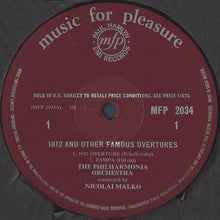 music for pleasure
PAUL HAMLYN
mfp
EMI RECORDS
SOLD IN U.K. SUBJECT TO RESALE PRICE CONDITIONS, SEE PRICE LISTS
(MFP.2034A)
MFP 2034
1
1
1812 AND OTHER FAMOUS OVERTURES
1. 1812 OVERTURE (Tchaikovsky)
2. ZAMPA (Hérold)
THE PHILHARMONIA
ORCHESTRA
conducted by
NICOLAI MALKO